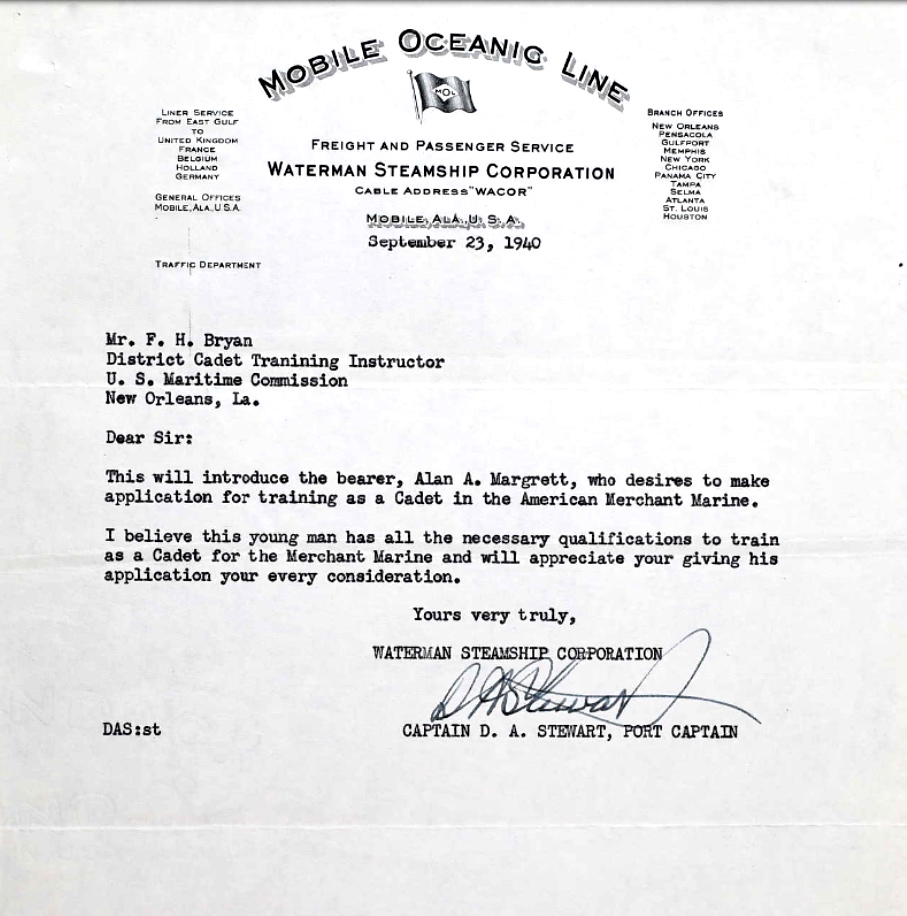 MOBILE OCEANIC LINE
MOL
LINER SERVICE
FROM EAST GULF
TO
UNITED KINGDOM
FRANCE
BELGIUM
HOLLAND
GERMANY
GENERAL OFFICES
MOBILE, ALA. U.S.A.
TRAFFIC DEPARTMENT
FREIGHT AND PASSENGER SERVICE
WATERMAN STEAMSHIP CORPORATION
CABLE ADDRESS "WACOR"
MOBILE, ALA., U.S.A.
September 23, 1940
BRANCH OFFICES
NEW ORLEANS
PENSACOLA
GULFPORT
MEMPHIS
NEW YORK
CHICAGO
PANAMA CITY
TAMPA
SELMA
ATLANTA
ST. LOUIS
HOUSTON
Mr. F. H. Bryan
District Cadet Tranining Instructor
U. S. Maritime Commission
New Orleans, La.
Dear Sir:
This will introduce the bearer, Alan A. Margrett, who desires to make
application for training as a Cadet in the American Merchant Marine.
I believe this young man has all the necessary qualifications to train
as a Cadet for the Merchant Marine and will appreciate your giving his
application your every consideration.
Yours very truly,
WATERMAN STEAMSHIP CORPORATION
D A Stewart
DAS:st
CAPTAIN D. A. STEWART, PORT CAPTAIN